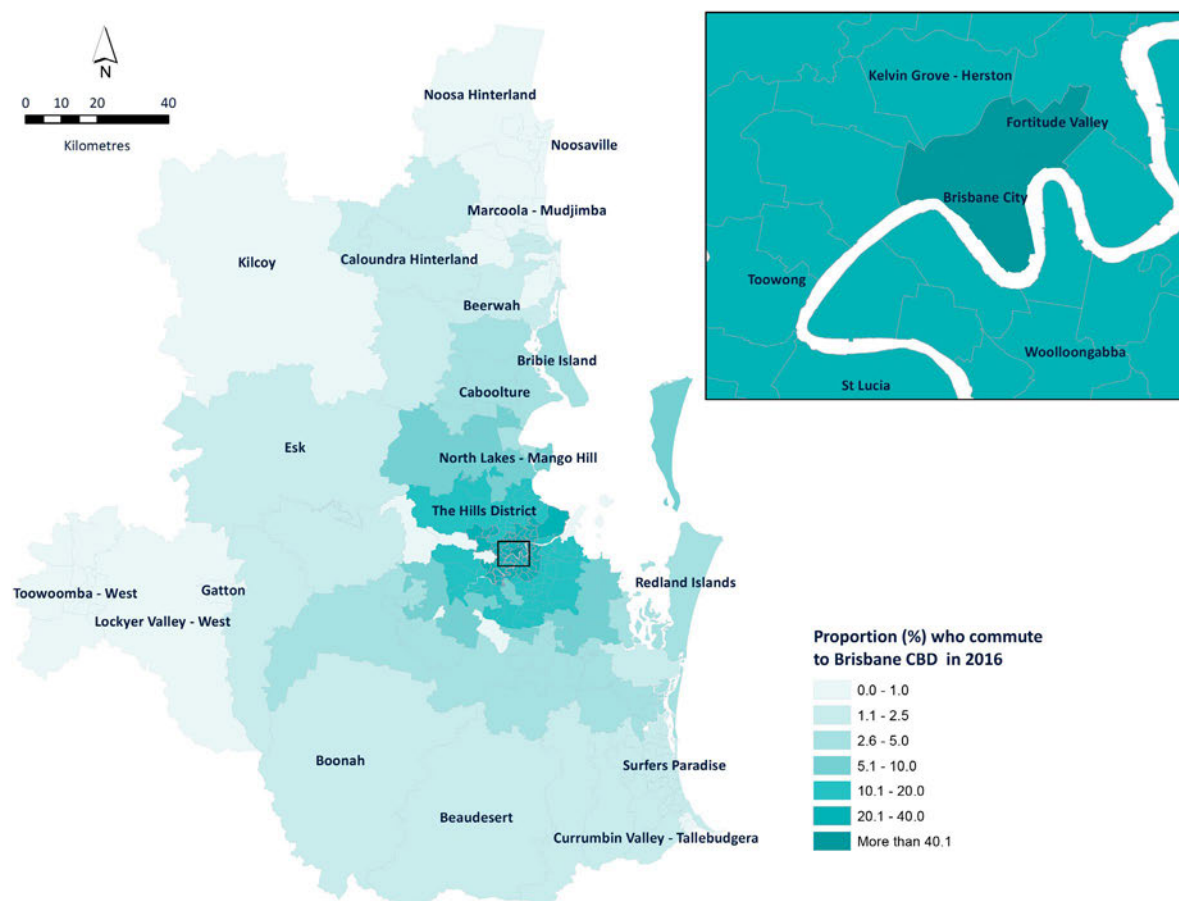 N
0 10 20 40
Kilometres
Noosa Hinterland
Noosaville
Marcoola - Mudjimba
Kilcoy
Caloundra Hinterland
Beerwah
Bribie Island
Caboolture
Esk
North Lakes - Mango Hill
The Hills District
Redland Islands
Toowoomba - West
Gatton
Lockyer Valley - West
Boonah
Surfers Paradise
Beaudesert
Currumbin Valley - Tallebudgera
Kelvin Grove - Herston
Fortitude Valley
Brisbane City
Toowong
Woolloongabba
St Lucia
Proportion (%) who commute
to Brisbane CBD in 2016
0.0 - 1.0
1.1 - 2.5
2.6 - 5.0
5.1 - 10.0
10.1 - 20.0
20.1 - 40.0
More than 40.1